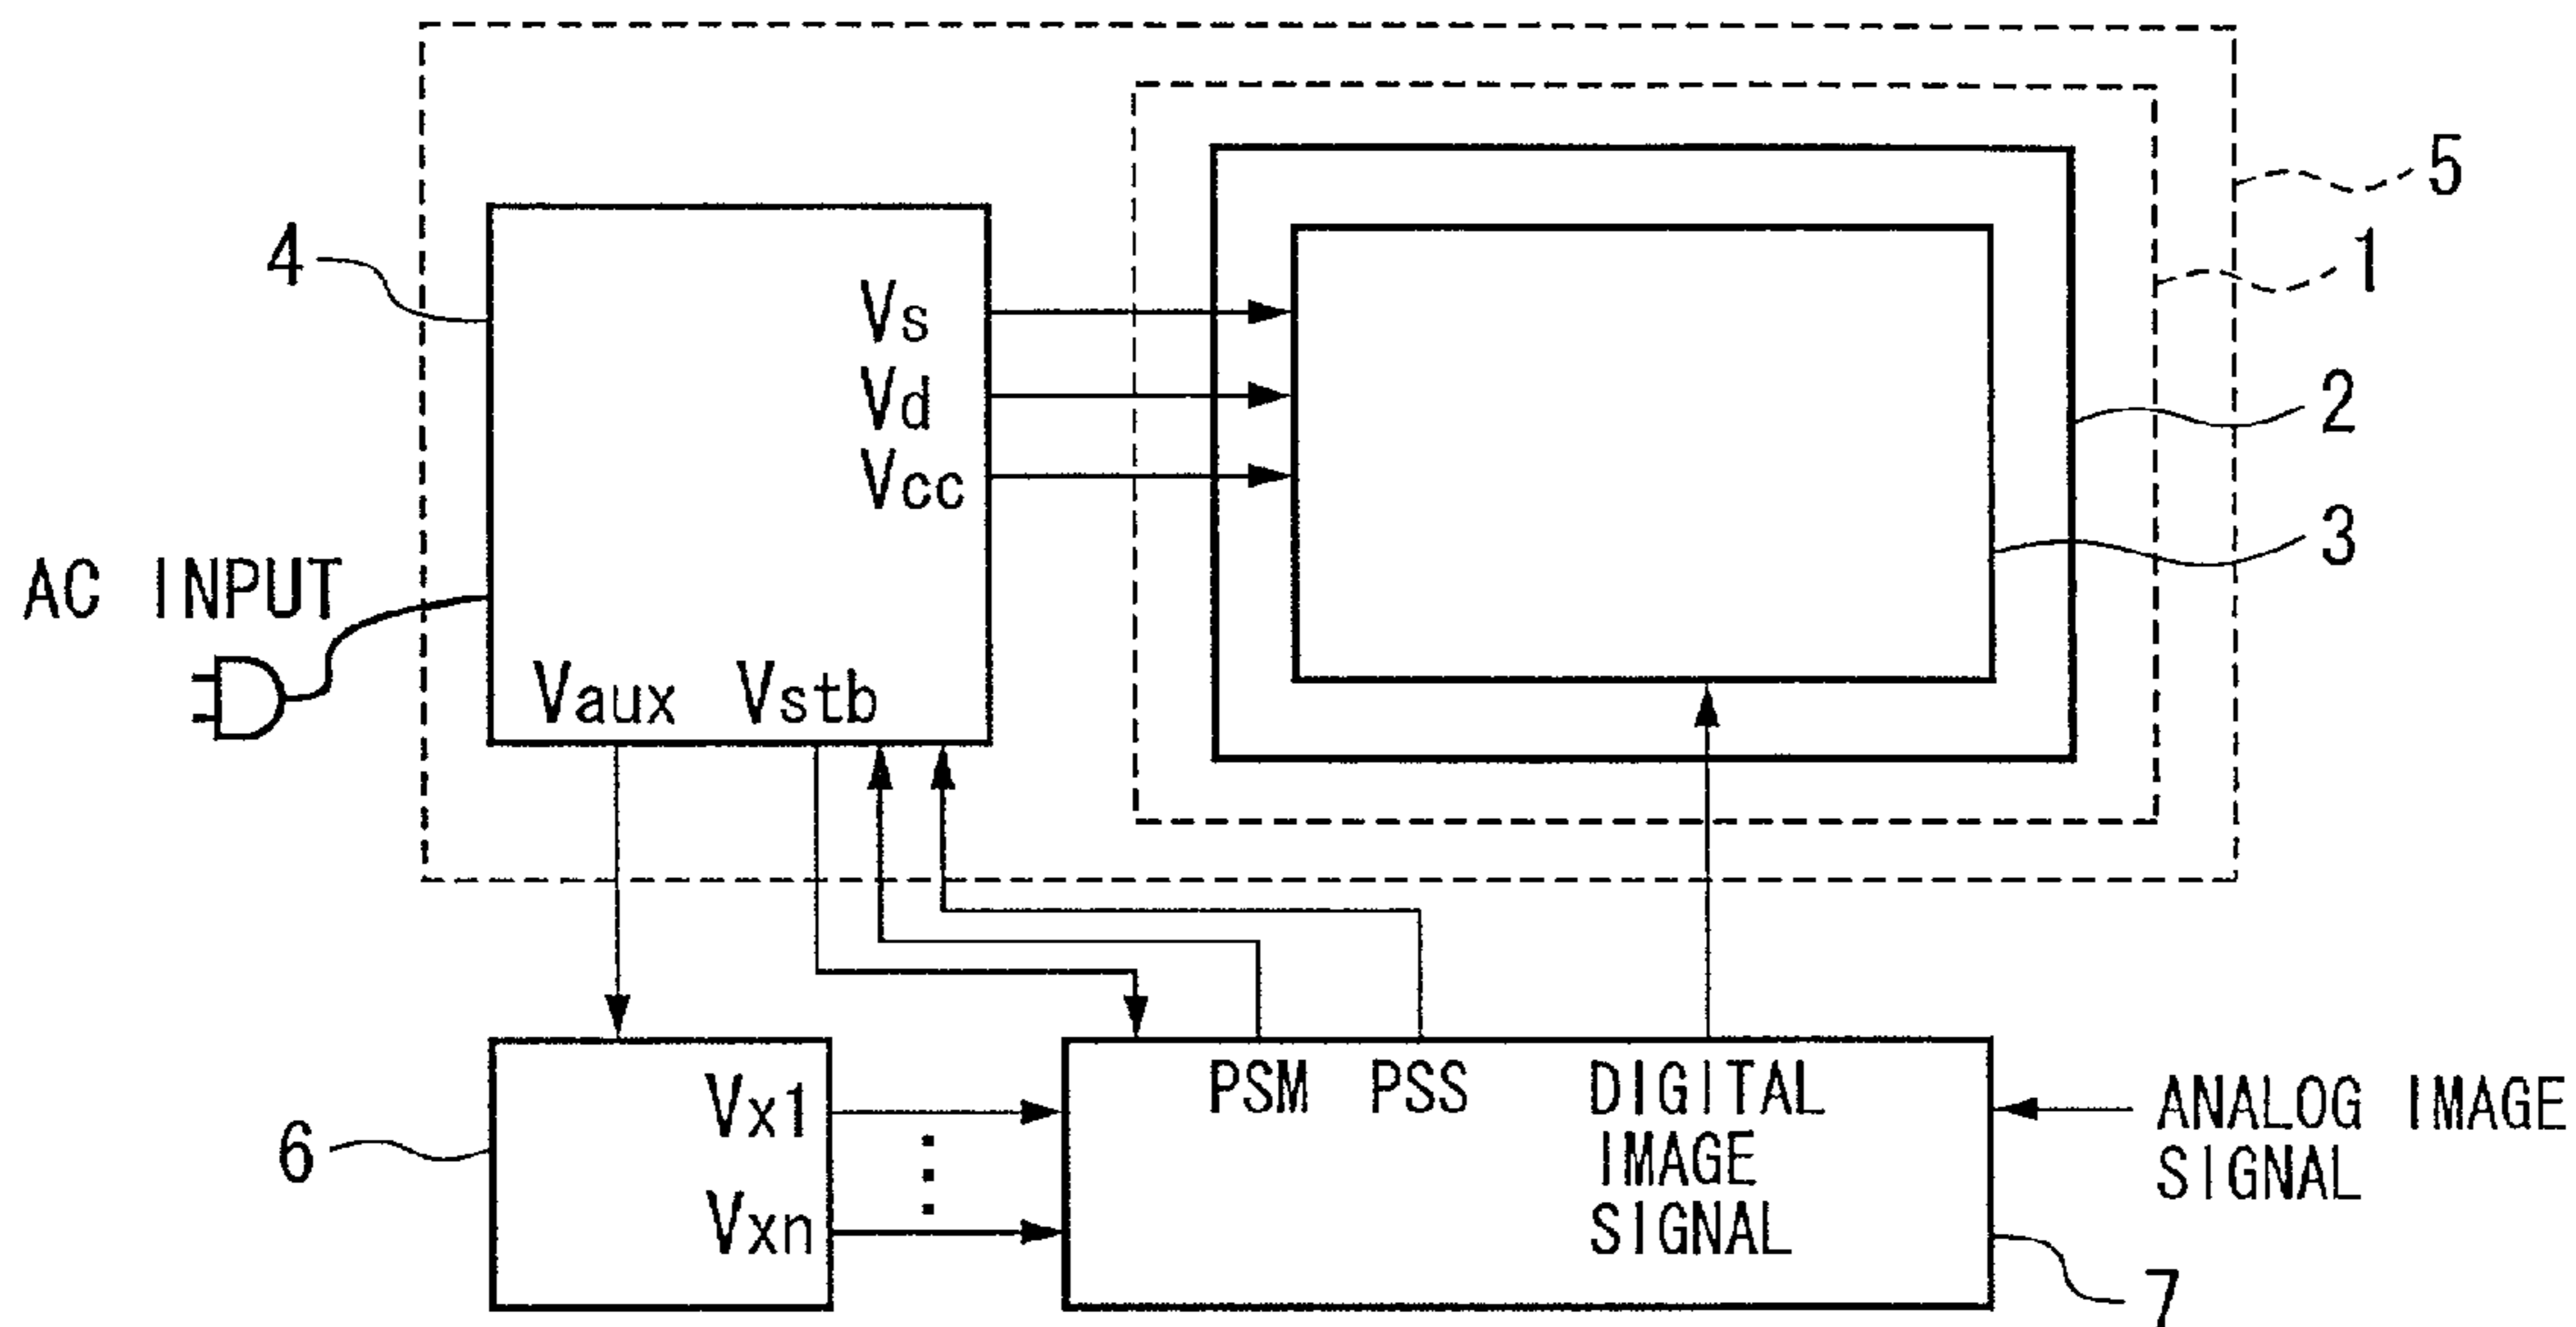 5
1
4
Vs
Vd
Vcc
2
3
AC INPUT
Vaux Vstb
PSM PSS DIGITAL
IMAGE
SIGNAL
ANALOG IMAGE
SIGNAL
Vx1
6
Vxn
7